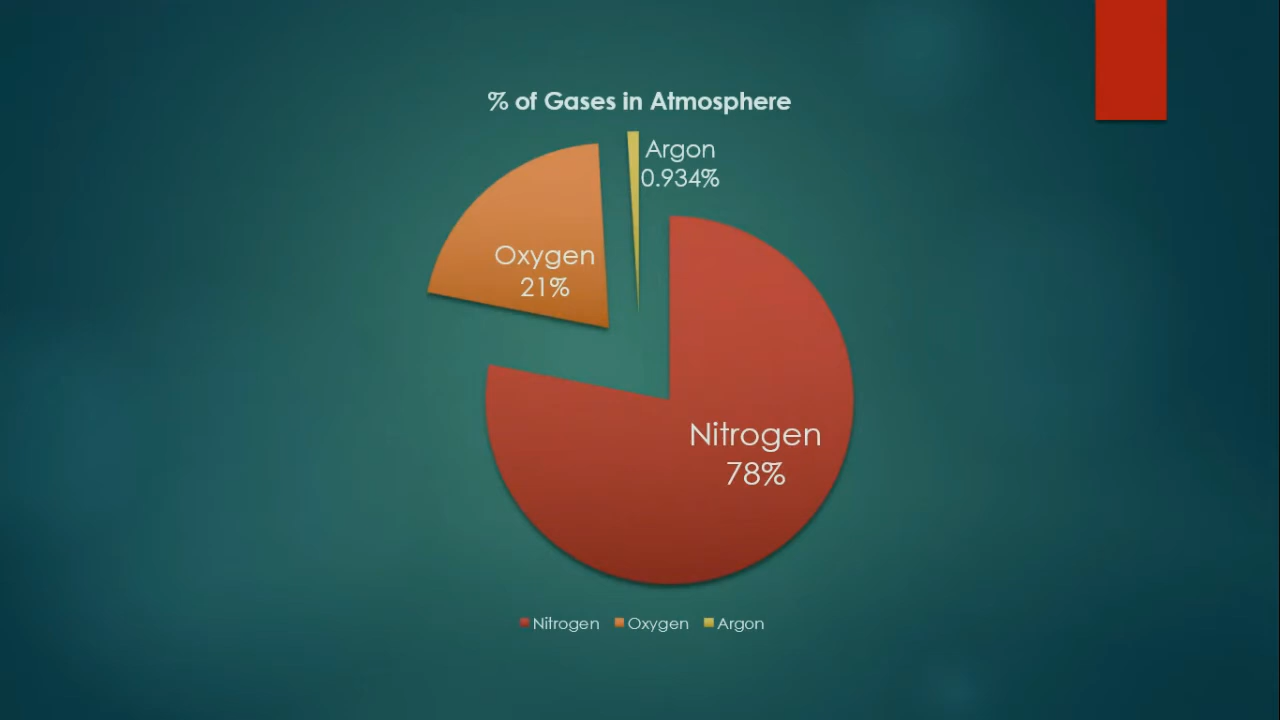 % of Gases in Atmosphere
Argon
0.934%
Oxygen
21%
Nitrogen
78%
Nitrogen Oxygen Argon